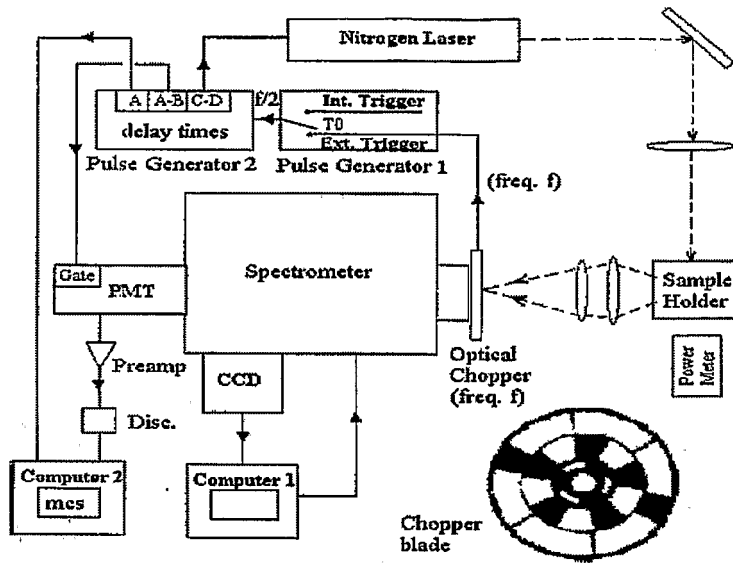 Nitrogen Laser
A A-B C-D
delay times
f/2
Int. Trigger
T0
Ext. Trigger
Pulse Generator 2
Pulse Generator 1
(freq. f)
Gate
PMT
Spectrometer
Sample
Holder
Preamp
CCD
Optical
Chopper
(freq. f)
Power
Meter
Disc.
Computer 2
mcs
Computer 1
Chopper
blade